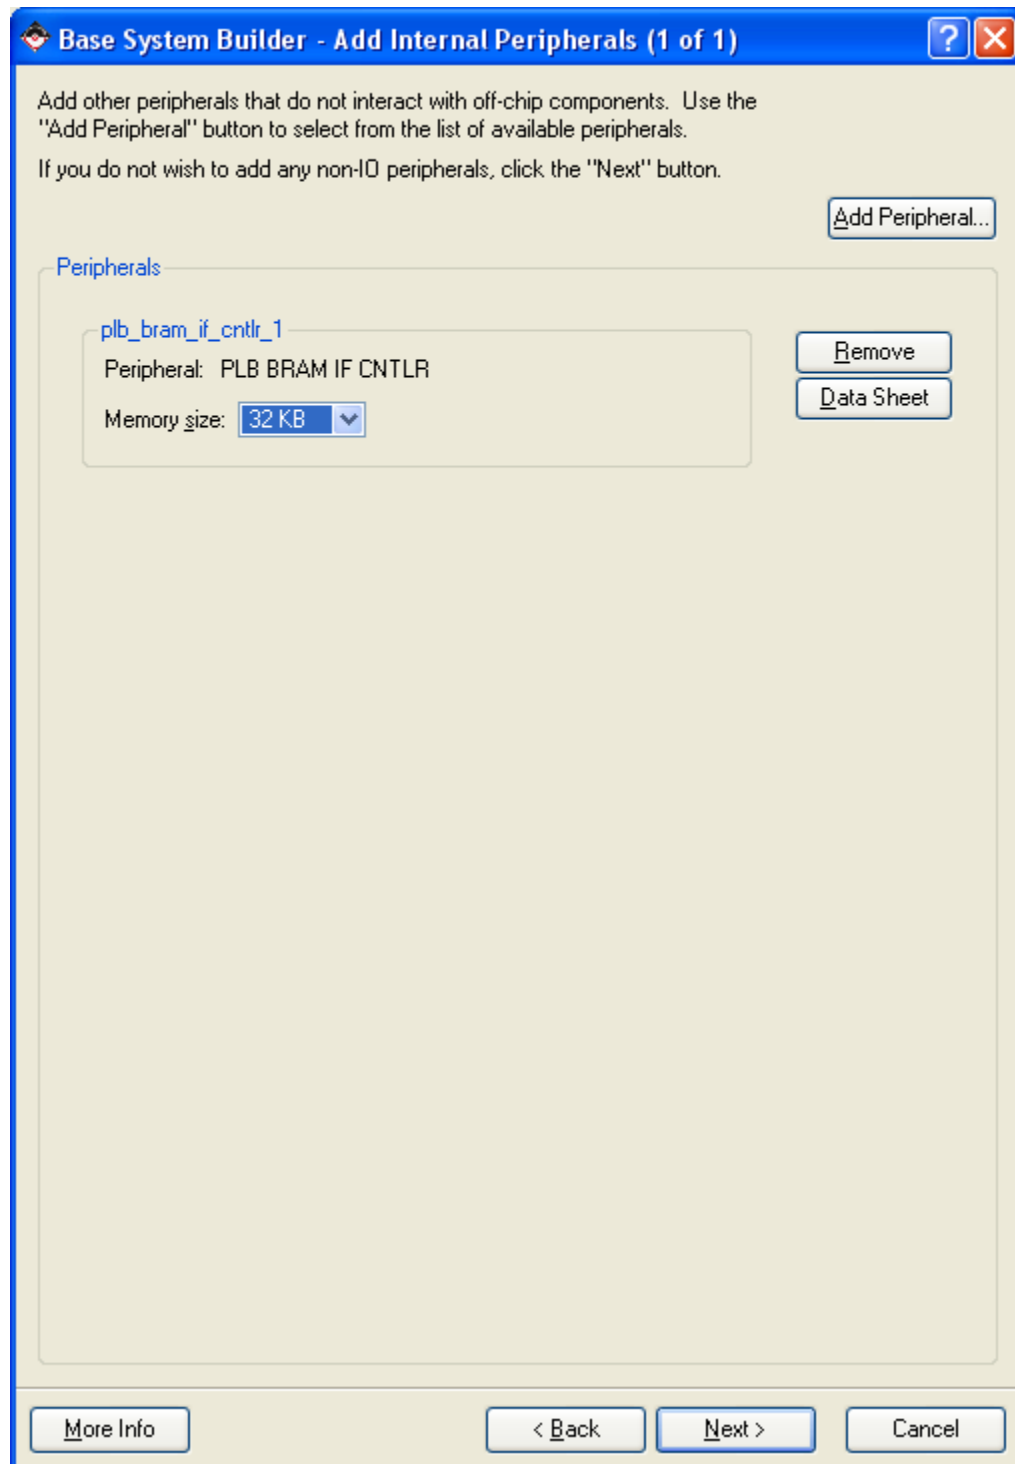 Base System Builder - Add Internal Peripherals (1 of 1)
Add other peripherals that do not interact with off-chip components. Use the
"Add Peripheral" button to select from the list of available peripherals.
If you do not wish to add any non-IO peripherals, click the "Next" button.
Add Peripheral...
Peripherals
plb_bram_if_cntlr_1
Peripheral: PLB BRAM IF CNTLR
Remove
Memory size: 32 KB
Data Sheet
More Info
< Back
Next >
Cancel